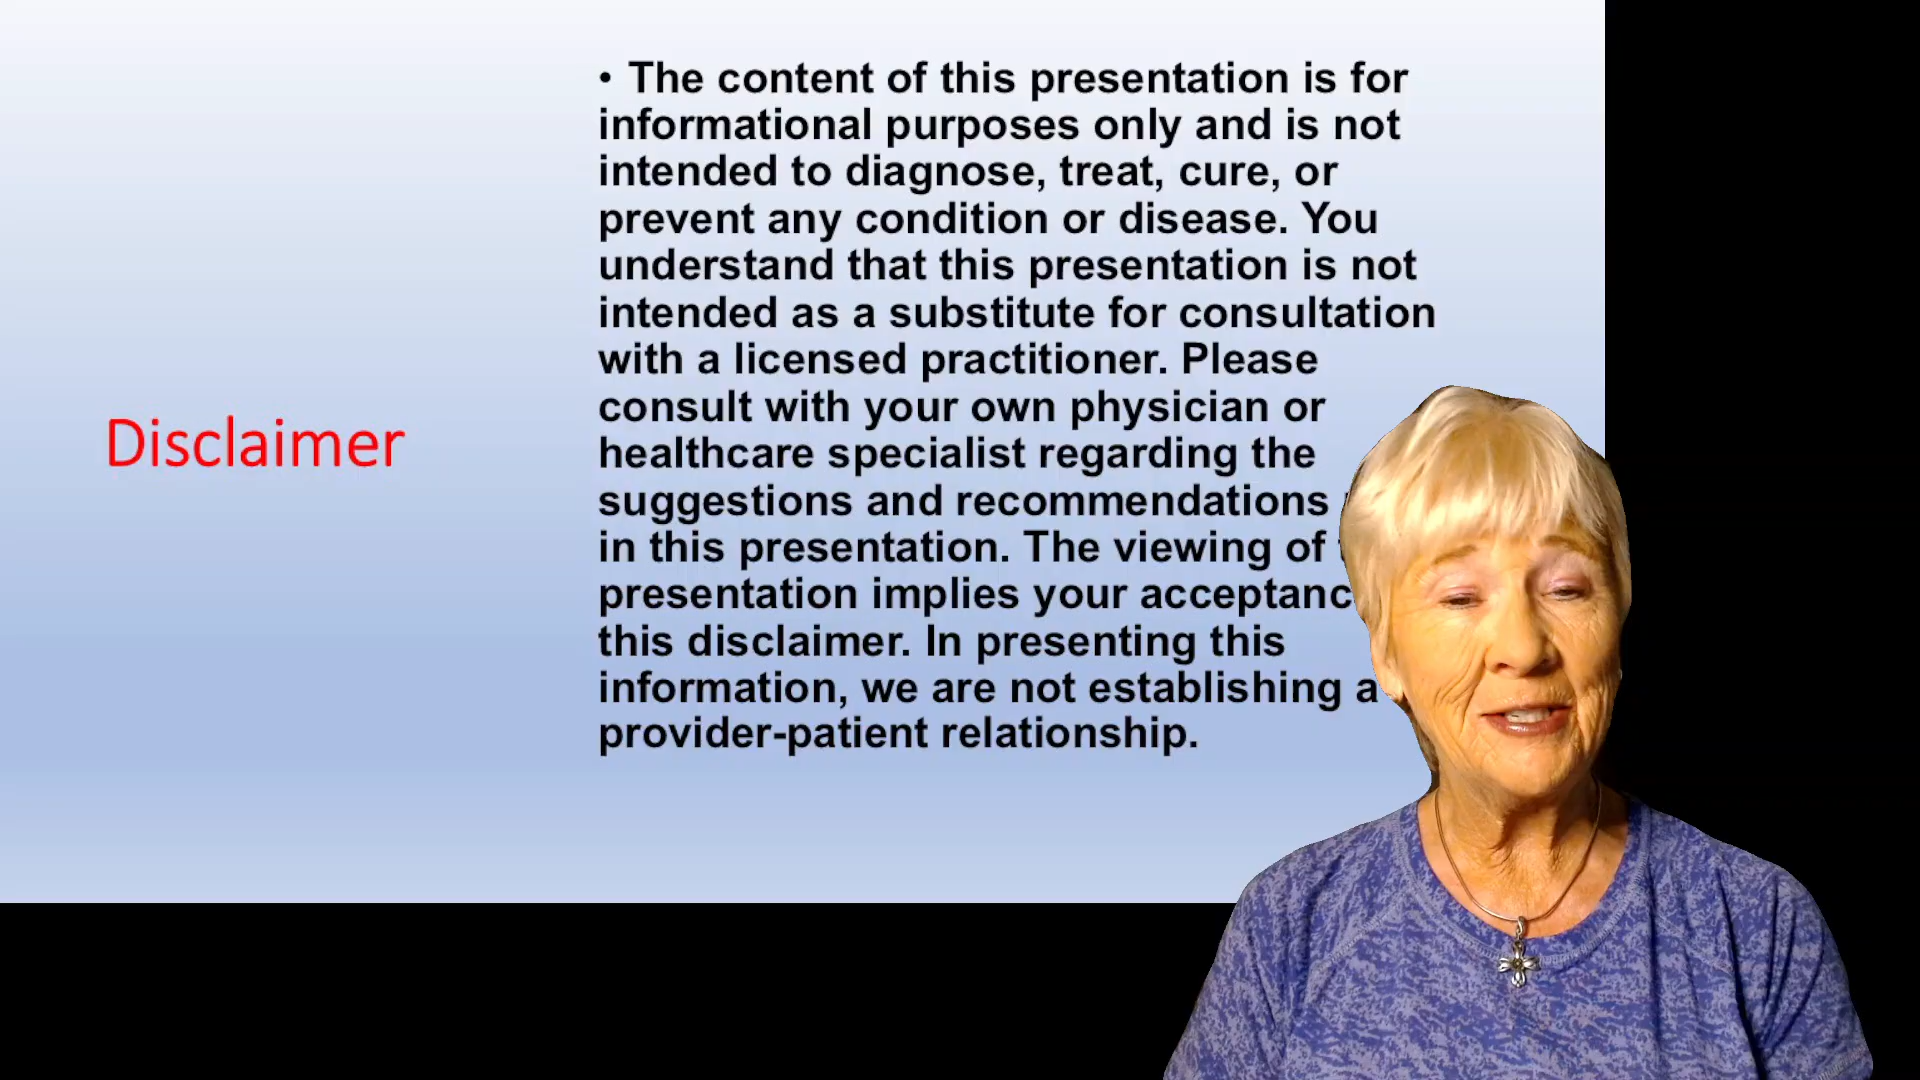 Disclaimer
• The content of this presentation is for
informational purposes only and is not
intended to diagnose, treat, cure, or
prevent any condition or disease. You
understand that this presentation is not
intended as a substitute for consultation
with a licensed practitioner. Please
consult with your own physician or
healthcare specialist regarding the
suggestions and recommendations
in this presentation. The viewing of
presentation implies your
this disclaimer. In presenting this
information, we are not establishing a
provider-patient relationship.